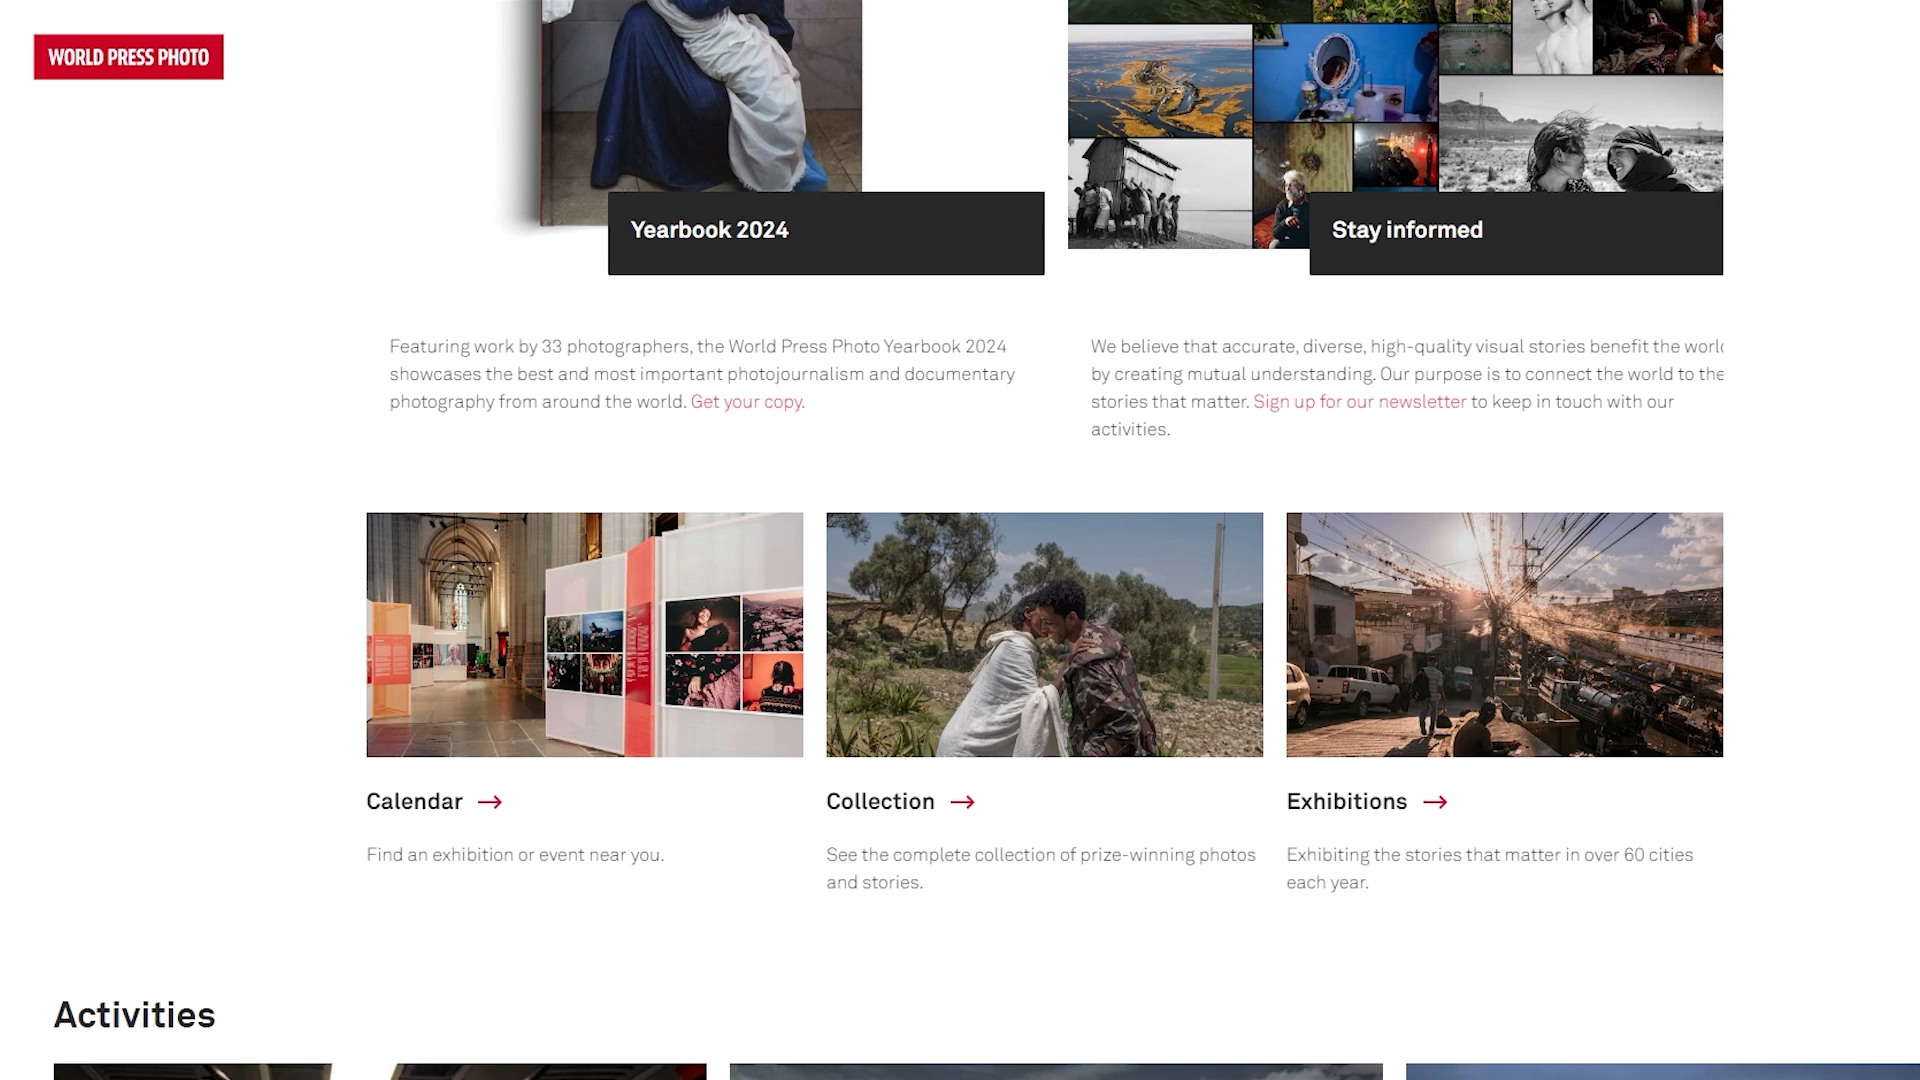 WORLD PRESS PHOTO
Yearbook 2024
Stay informed
Featuring work by 33 photographers, the World Press Photo Yearbook 2024
showcases the best and most important photojournalism and documentary
photography from around the world. Get your copy.
We believe that accurate, diverse, high-quality visual stories benefit the
by creating mutual understanding. Our purpose is to connect the world to the
stories that matter. Sign up for our newsletter to keep in touch with our
activities.
Calendar →
Collection →
Exhibitions →
Find an exhibition or event near you.
See the complete collection of prize-winning photos
and stories.
Exhibiting the stories that matter in over 60 cities
each year.
Activities